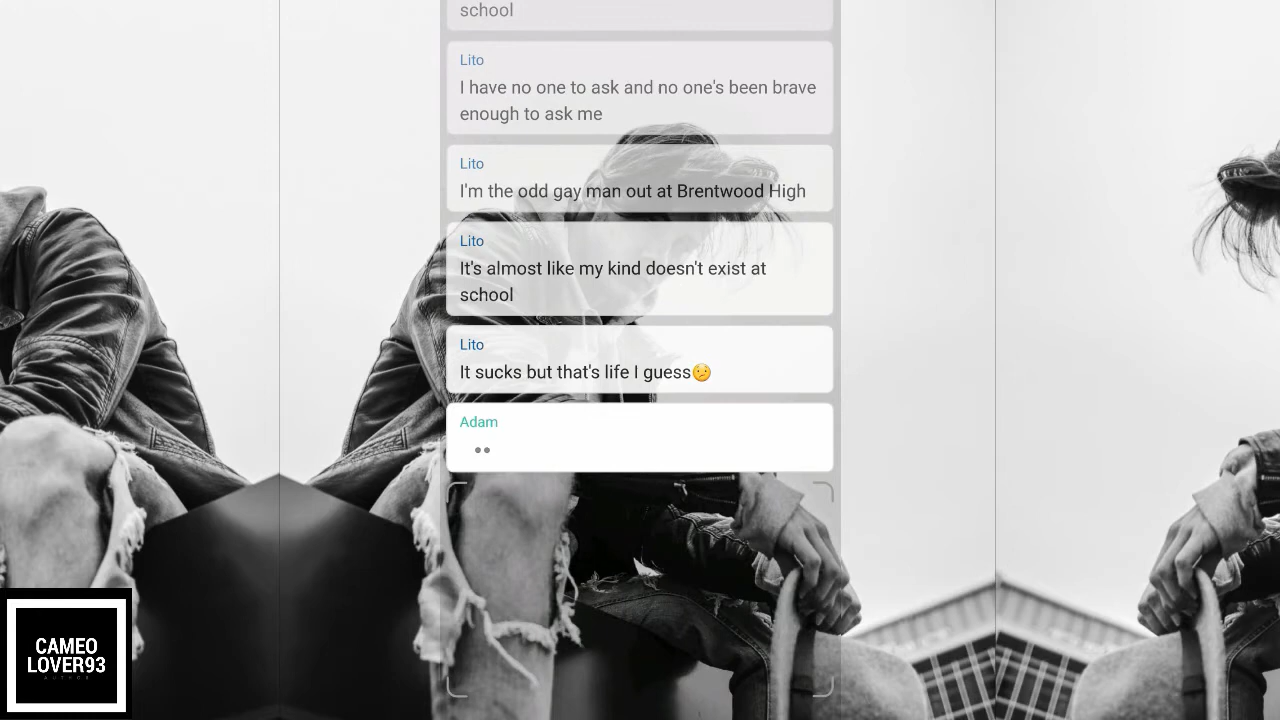 school
Lito
I have no one to ask and no one's been brave
enough to ask me
Lito
I'm the odd gay man out at Brentwood High
Lito
It's almost like my kind doesn't exist at
school
Lito
It sucks but that's life I guess😕
Adam
CAMEO
LOVER93
AUTHOR